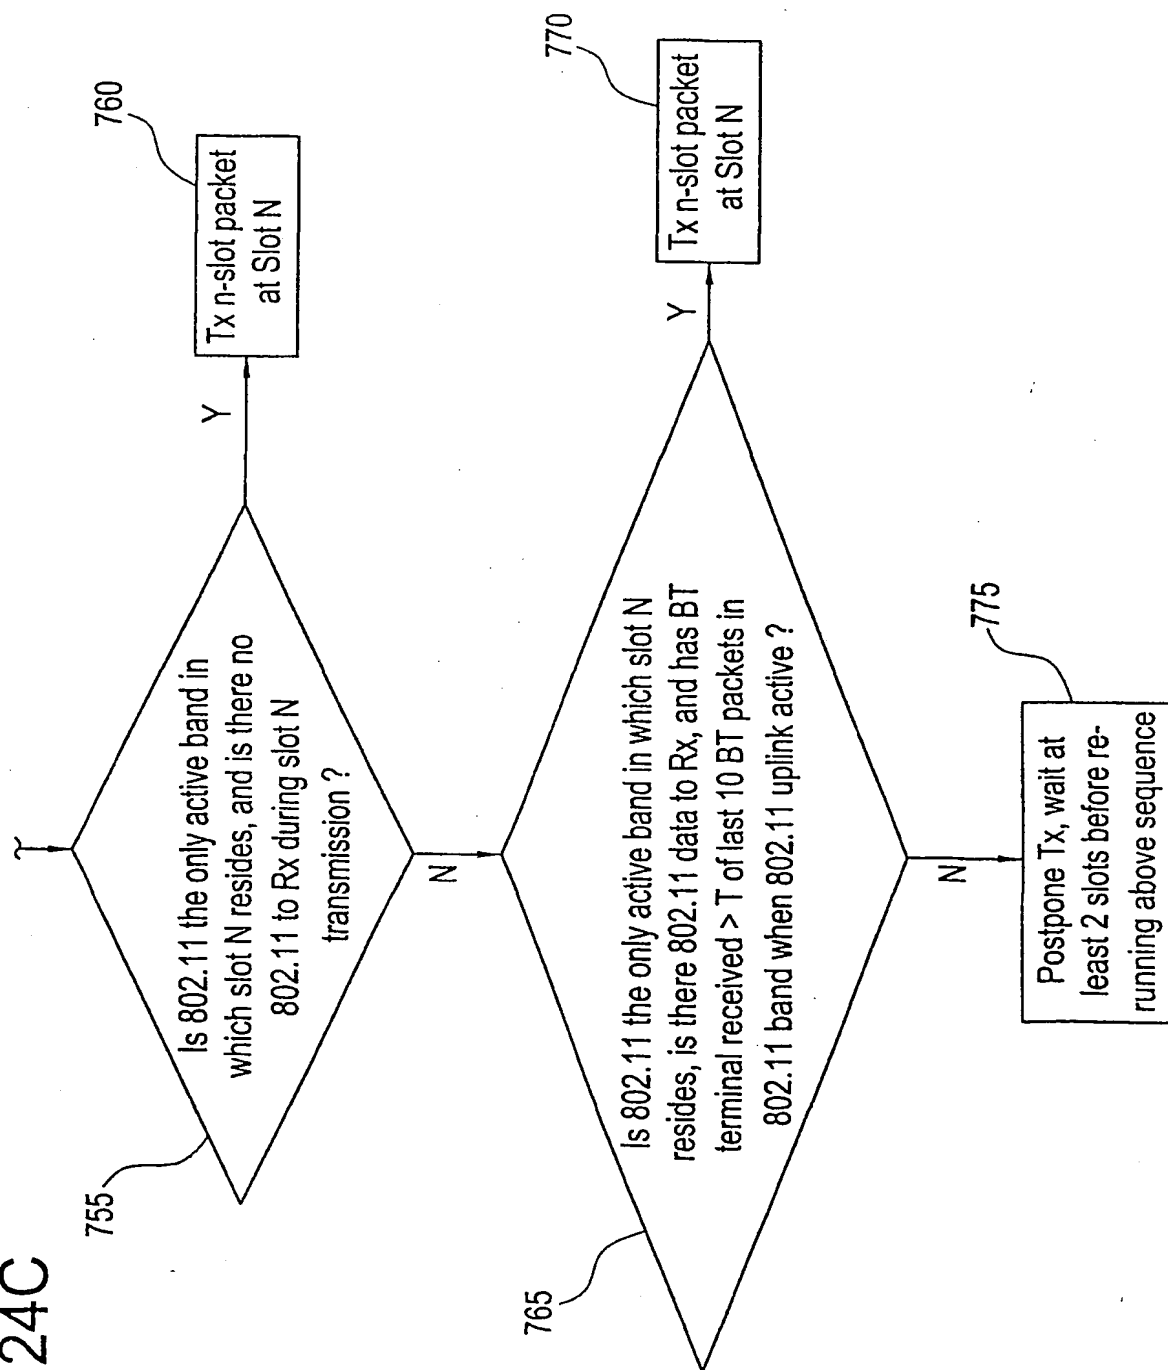 24C
755
Is 802.11 the only active band in
which slot N resides, and is there no
802.11 to Rx during slot N
transmission ?
Y
760
Tx n-slot packet
at Slot N
N
765
Is 802.11 the only active band in which slot N
resides, is there 802.11 data to Rx, and has BT
terminal received > T of last 10 BT packets in
802.11 band when 802.11 uplink active ?
Y
770
Tx n-slot packet
at Slot N
N
775
Postpone Tx, wait at
least 2 slots before re-
running above sequence